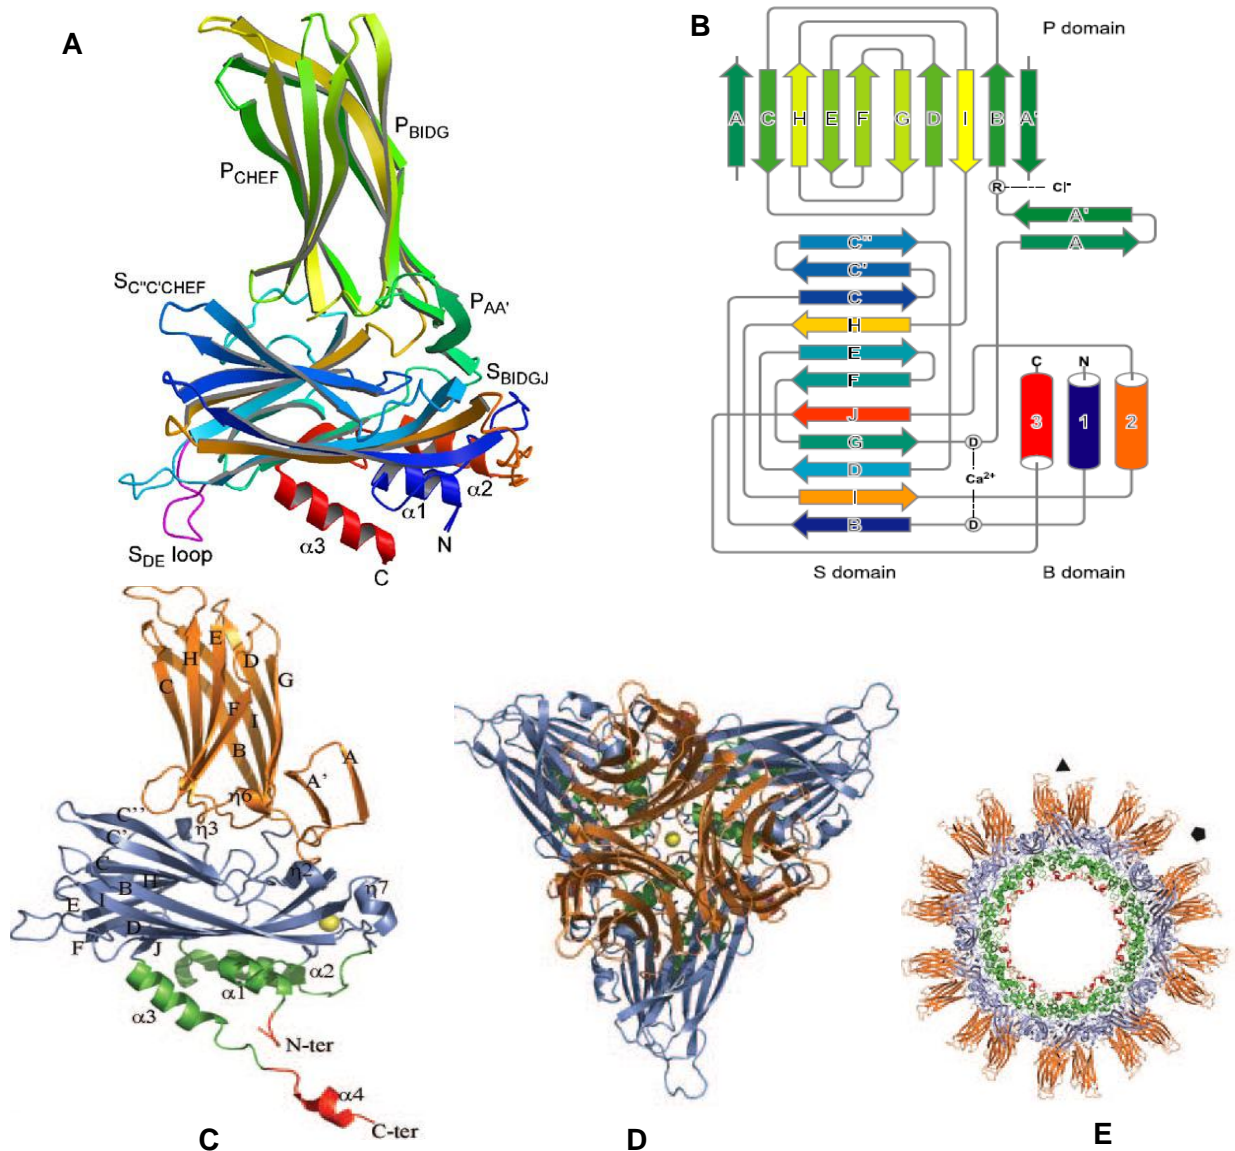 A
P_BIDG
P_CHEF
S_C''C'CHEF
P_AA'
S_BIDGJ
α2
α1
N
α3
S_DE loop
C
B
P domain
A C H E F G D I B A'
R Cl-
A'
A
C''
C'
C
H
E
F
J
G D
D
I
B D
Ca2+
C N
3 1 2
S domain B domain
E
H D
C G
F I
B
A
A'
η6
C''
η3
C'
C
η2
B H
η7
E I
D
F J
α2
α1
α3
N-ter
α4
C-ter
C
D
E